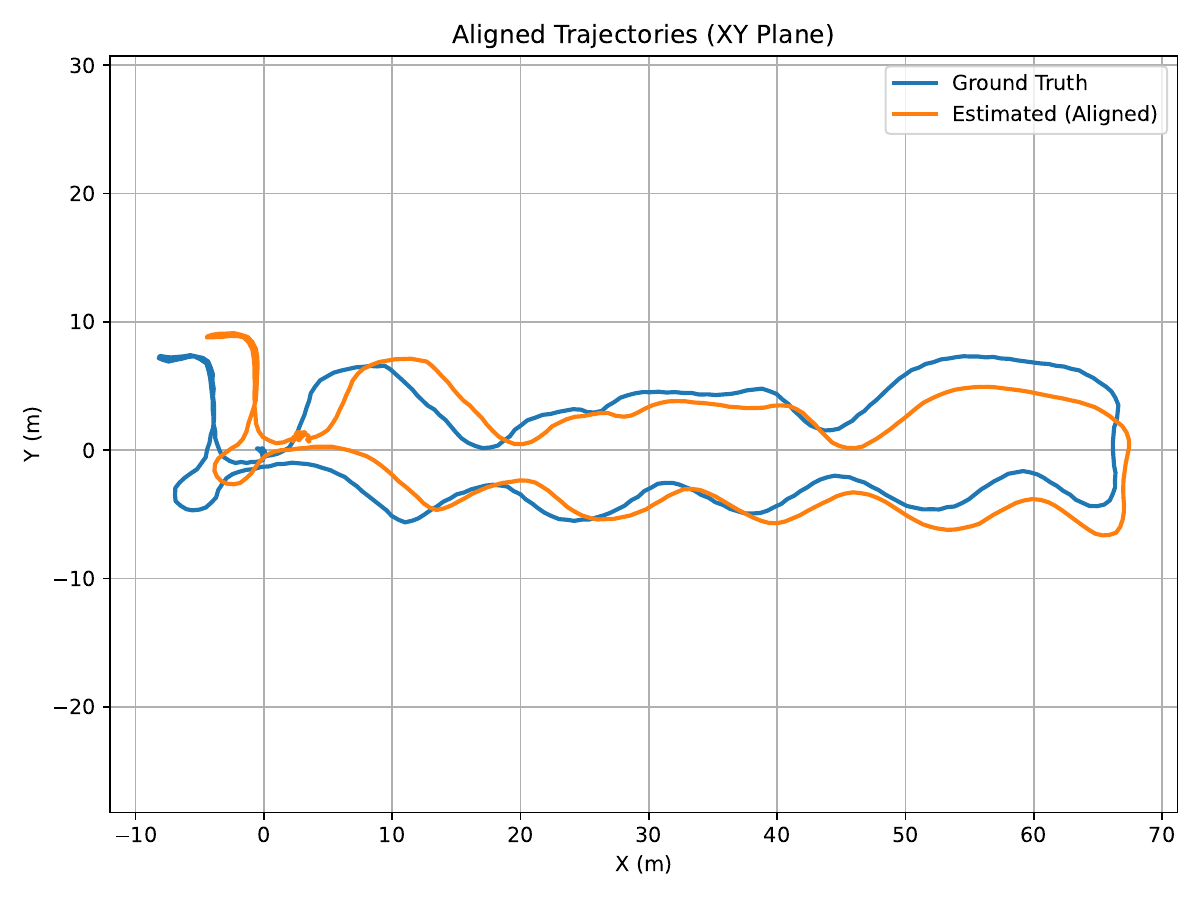 Aligned Trajectories (XY Plane)
Ground Truth
Estimated (Aligned)
30
20
10
0
−10
−20
Y (m)
−10 0 10 20 30 40 50 60 70
X (m)